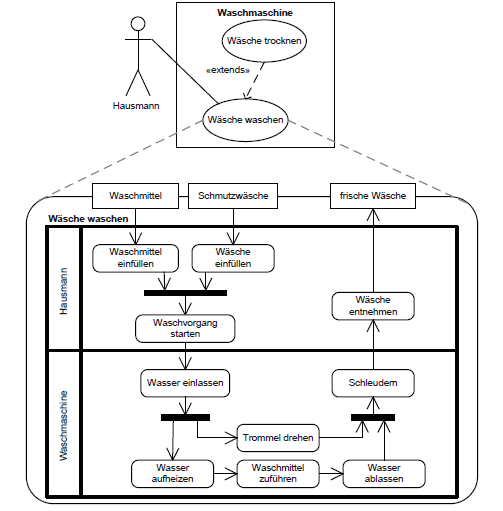 Waschmaschine
Wäsche trocknen
«extends»
Hausmann
Wäsche waschen
Waschmittel
Schmutzwäsche
frische Wäsche
Wäsche waschen
Hausmann
Waschmittel
einfüllen
Wäsche
einfüllen
Waschvorgang
starten
Wäsche
entnehmen
Waschmaschine
Wasser einlassen
Schleudern
Trommel drehen
Wasser
aufheizen
Waschmittel
zuführen
Wasser
ablassen